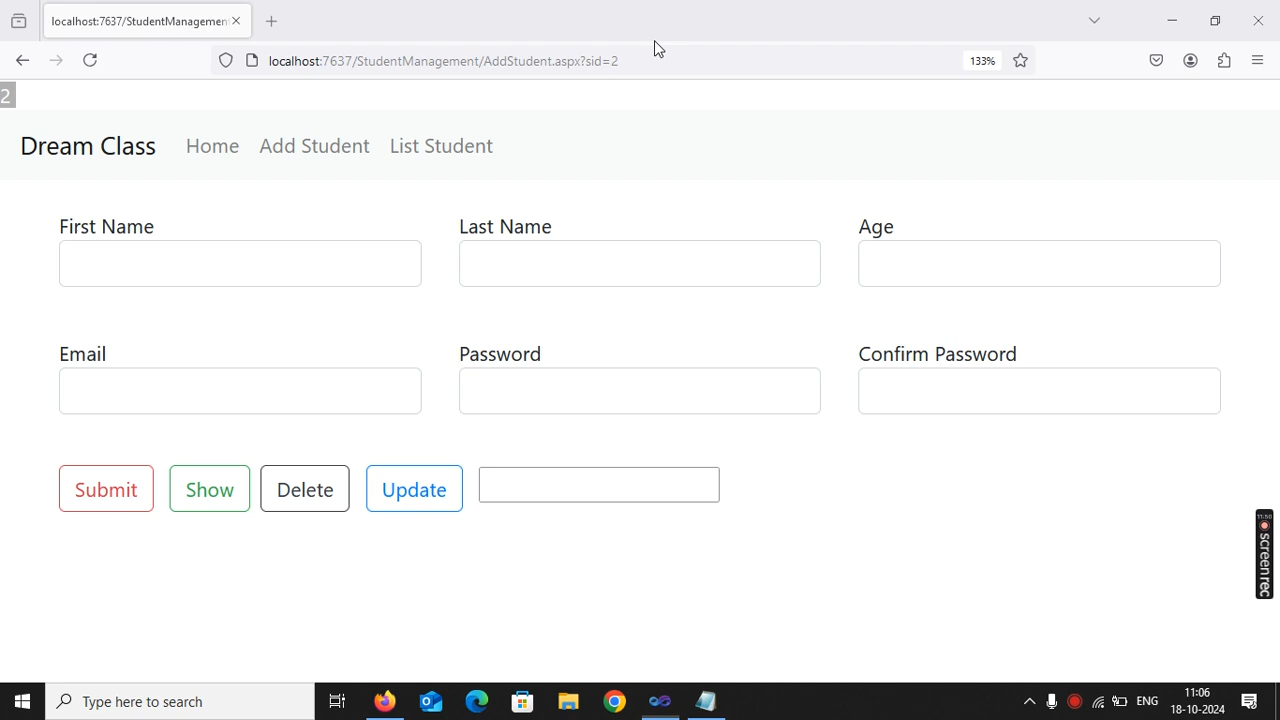 localhost:7637/StudentManagemen
localhost:7637/StudentManagement/AddStudent.aspx?sid=2
133%
2
Dream Class Home Add Student List Student
First Name Last Name Age
Email Password Confirm Password
Submit Show Delete Update
screenrec
Type here to search
ENG
11:06
18-10-2024